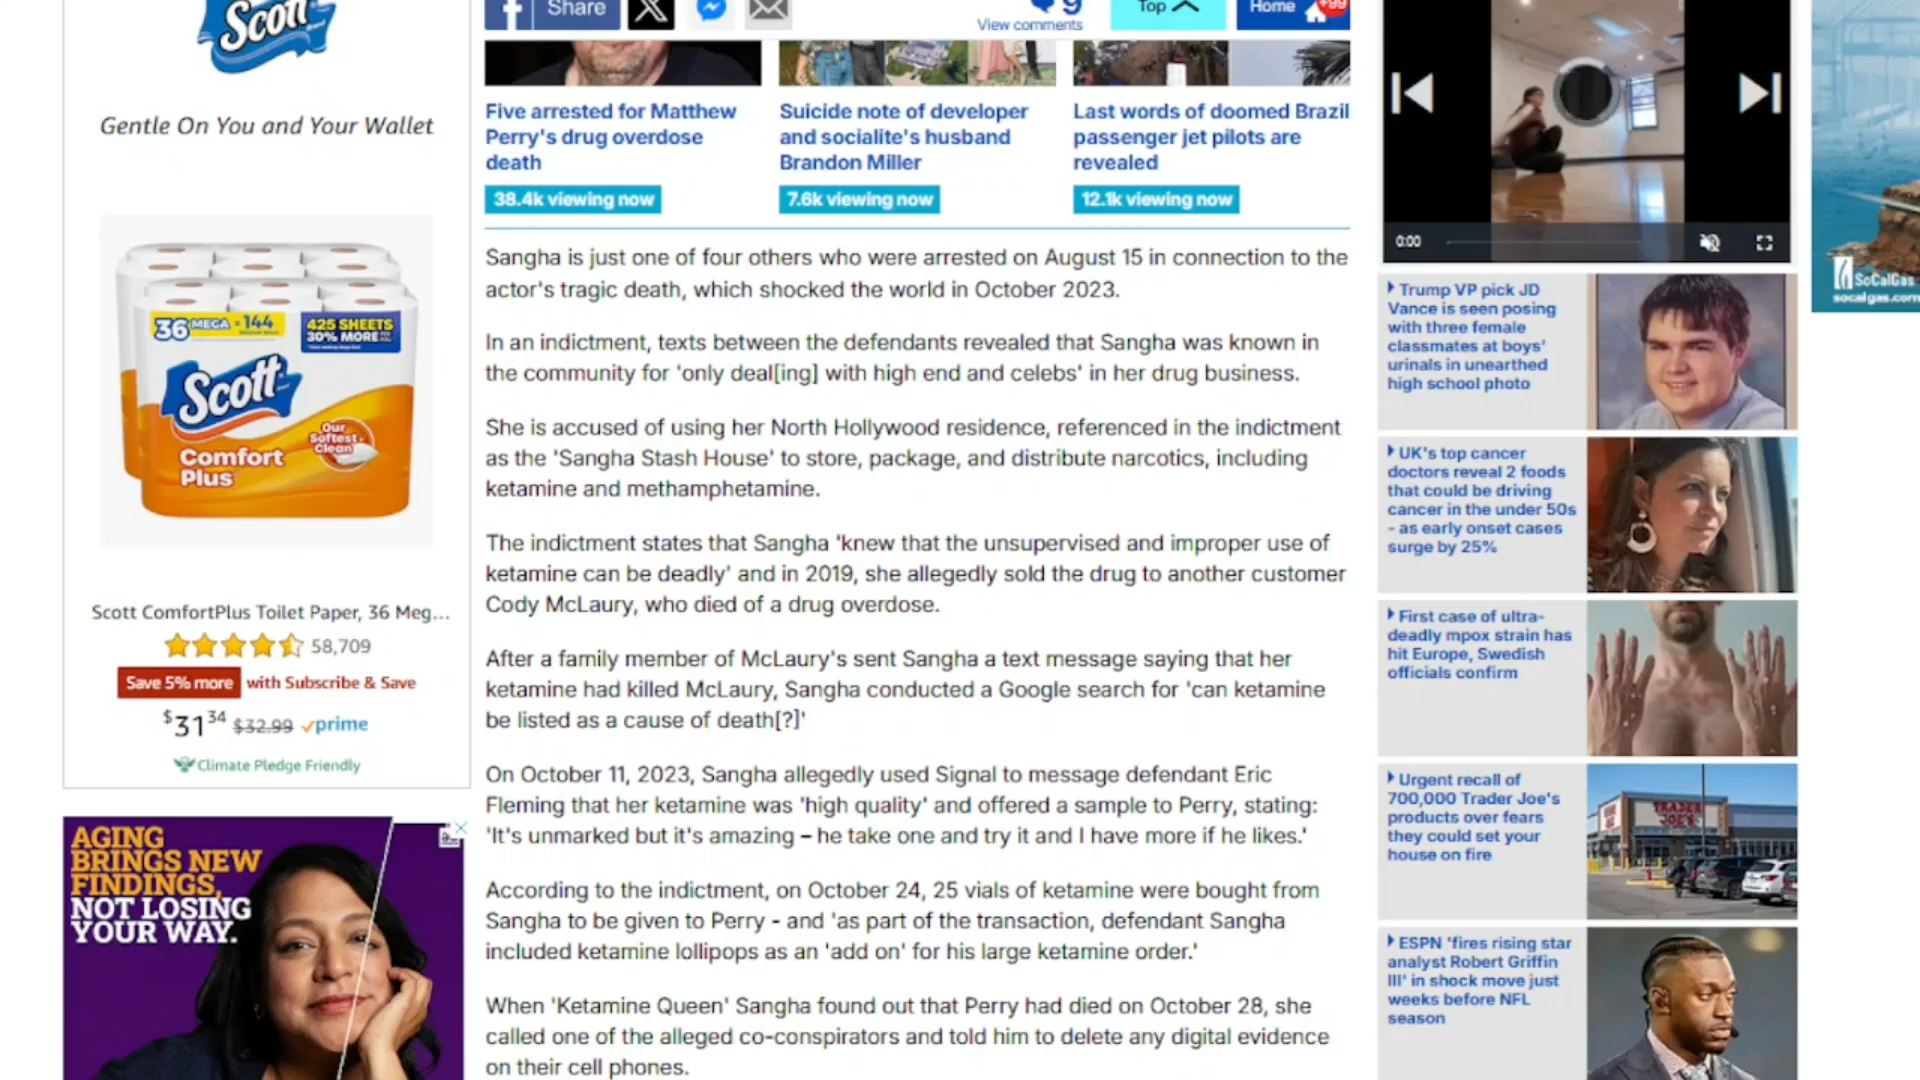 Scott
Gentle On You and Your Wallet
36 MEGA = 144
425 SHEETS
30% MORE
Scott
Our
Softest
Clean
Comfort
Plus
Scott ComfortPlus Toilet Paper, 36 Meg...
58,709
Save 5% more with Subscribe & Save
$31 34 $32.99 prime
Climate Pledge Friendly
AGING
BRINGS NEW
FINDINGS,
NOT LOSING
YOUR WAY.
Share
9
View comments
Top
Home
+99
Five arrested for Matthew
Perry's drug overdose
death
38.4k viewing now
Suicide note of developer
and socialite's husband
Brandon Miller
7.6k viewing now
Last words of doomed Brazil
passenger jet pilots are
revealed
12.1k viewing now
Sangha is just one of four others who were arrested on August 15 in connection to the
actor's tragic death, which shocked the world in October 2023.
In an indictment, texts between the defendants revealed that Sangha was known in
the community for 'only deal[ing] with high end and celebs' in her drug business.
She is accused of using her North Hollywood residence, referenced in the indictment
as the 'Sangha Stash House' to store, package, and distribute narcotics, including
ketamine and methamphetamine.
The indictment states that Sangha 'knew that the unsupervised and improper use of
ketamine can be deadly' and in 2019, she allegedly sold the drug to another customer
Cody McLaury, who died of a drug overdose.
After a family member of McLaury's sent Sangha a text message saying that her
ketamine had killed McLaury, Sangha conducted a Google search for 'can ketamine
be listed as a cause of death[?]'
On October 11, 2023, Sangha allegedly used Signal to message defendant Eric
Fleming that her ketamine was 'high quality' and offered a sample to Perry, stating:
'It's unmarked but it's amazing – he take one and try it and I have more if he likes.'
According to the indictment, on October 24, 25 vials of ketamine were bought from
Sangha to be given to Perry - and 'as part of the transaction, defendant Sangha
included ketamine lollipops as an 'add on' for his large ketamine order.'
When 'Ketamine Queen' Sangha found out that Perry had died on October 28, she
called one of the alleged co-conspirators and told him to delete any digital evidence
on their cell phones.
0:00
Trump VP pick JD
Vance is seen posing
with three female
classmates at boys'
urinals in unearthed
high school photo
UK's top cancer
doctors reveal 2 foods
that could be driving
cancer in the under 50s
- as early onset cases
surge by 25%
First case of ultra-
deadly mpox strain has
hit Europe, Swedish
officials confirm
Urgent recall of
700,000 Trader Joe's
products over fears
they could set your
house on fire
TRADER
JOE'S
ESPN 'fires rising star
analyst Robert Griffin
III' in shock move just
weeks before NFL
season
SoCalGas
socalgas.com